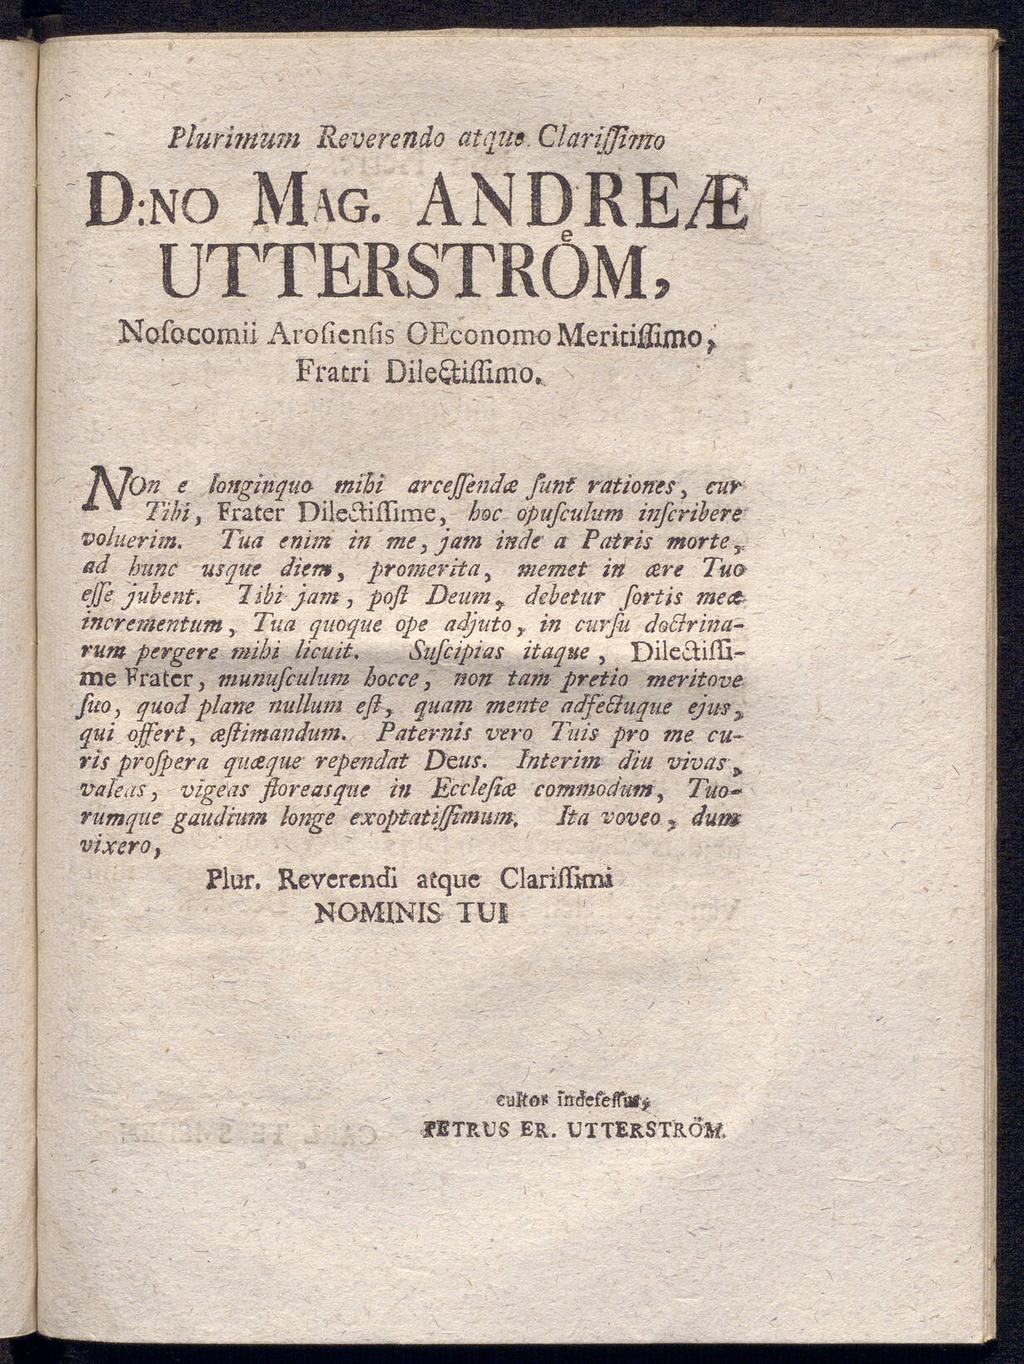 Plurimum Reverendo atque Clariſſimo
D:NO MAG. ANDREÆ
UTTERSTROͤM,
Noſocomii Aroſienſis OEconomo Meritiſſimo,
Fratri Dilectiſſimo.
NOn e longinquo mihi arceſſendæ ſunt rationes, cur
Tibi, Frater Dilectiſſime, hoc opuſculum inſcribere
voluerim. Tua enim in me, jam inde a Patris morte,
ad hunc usque diem, promerita, memet in ære Tuo
eſſe jubent. Tibi jam, poſt Deum, debetur ſortis meæ
incrementum, Tua quoque ope adjuto, in curſu doctrina-
rum pergere mihi licuit. Suſcipias itaque, Dilectiſſi-
me Frater, munuſculum hocce, non tam pretio meritove
ſuo, quod plane nullum eſt, quam mente adfectuque ejus,
qui offert, æſtimandum. Paternis vero Tuis pro me cu-
ris proſpera quæque rependat Deus. Interim diu vivas,
valeas, vigeas floreasque in Eccleſiæ commodum, Tuo-
rumque gaudium longe exoptatiſſimum. Ita voveo, dum
vixero,
Plur. Reverendi atque Clariſſimi
NOMINIS TUI
cultor indefeſſus,
PETRUS ER. UTTERSTRÖM.